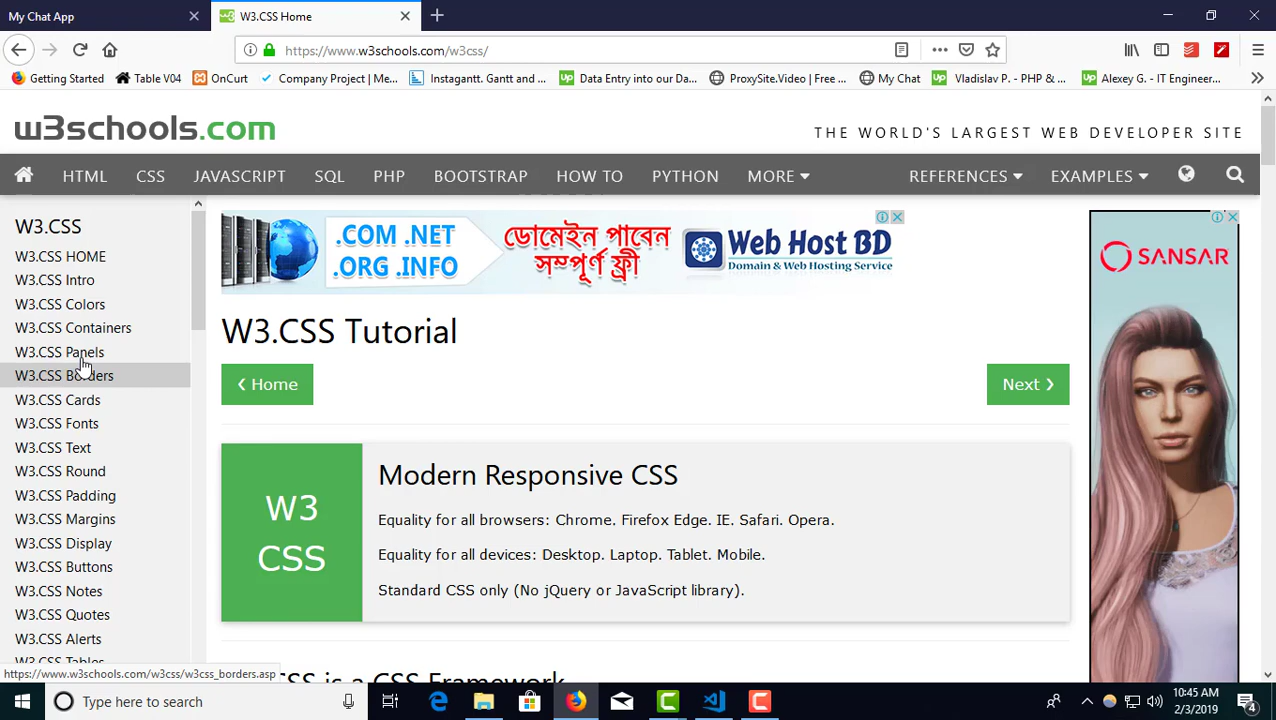 My Chat App
W3.CSS Home
https://www.w3schools.com/w3css/
Getting Started
Table V04
OnCurt
Company Project | Me...
Instagantt. Gantt and ...
Data Entry into our Da...
ProxySite.Video | Free ...
My Chat
Vladislav P. - PHP & ...
Alexey G. - IT Engineer...
w3schools.com
THE WORLD'S LARGEST WEB DEVELOPER SITE
HTML CSS JAVASCRIPT SQL PHP BOOTSTRAP HOW TO PYTHON MORE REFERENCES EXAMPLES
W3.CSS
W3.CSS HOME
W3.CSS Intro
W3.CSS Colors
W3.CSS Containers
W3.CSS Panels
W3.CSS Borders
W3.CSS Cards
W3.CSS Fonts
W3.CSS Text
W3.CSS Round
W3.CSS Padding
W3.CSS Margins
W3.CSS Display
W3.CSS Buttons
W3.CSS Notes
W3.CSS Quotes
W3.CSS Alerts
W3.CSS Tables
https://www.w3schools.com/w3css/w3css_borders.asp
.COM .NET
.ORG .INFO
ডোমেইন পাবেন
সম্পূর্ণ ফ্রী
Web Host BD
Domain & Web Hosting Service
W3.CSS Tutorial
❮ Home
Next ❯
W3
CSS
Modern Responsive CSS
Equality for all browsers: Chrome. Firefox Edge. IE. Safari. Opera.
Equality for all devices: Desktop. Laptop. Tablet. Mobile.
Standard CSS only (No jQuery or JavaScript library).
CSS is a CSS Framework
SANSAR
Type here to search
10:45 AM
2/3/2019
4